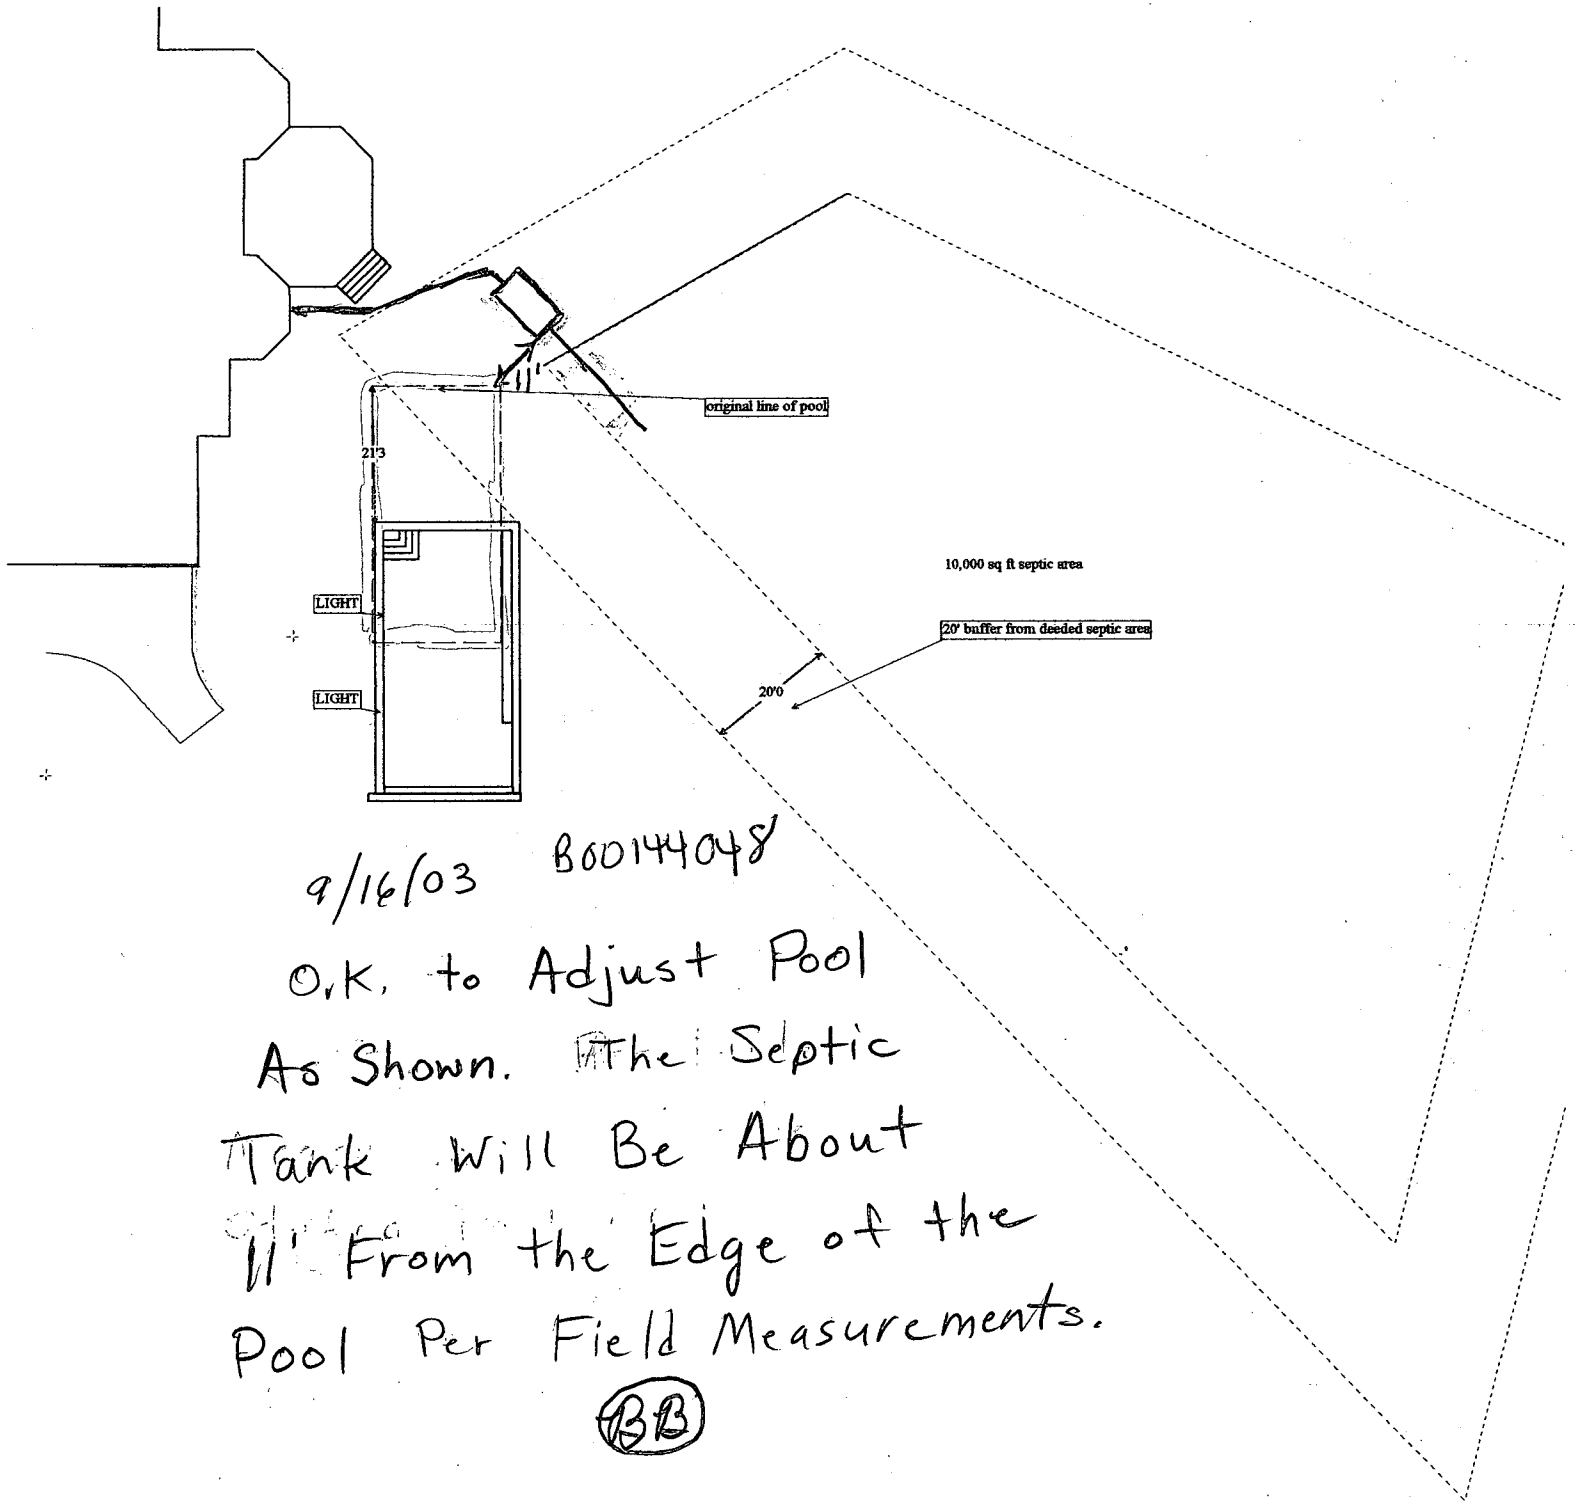 original line of pool
21'3
10,000 sq ft septic area
LIGHT
20' buffer from deeded septic area
20'0
LIGHT
9/16/03 B00144048
O.K. to Adjust Pool
As Shown. The Septic
Tank Will Be About
11' From the Edge of the
Pool Per Field Measurements.
BB